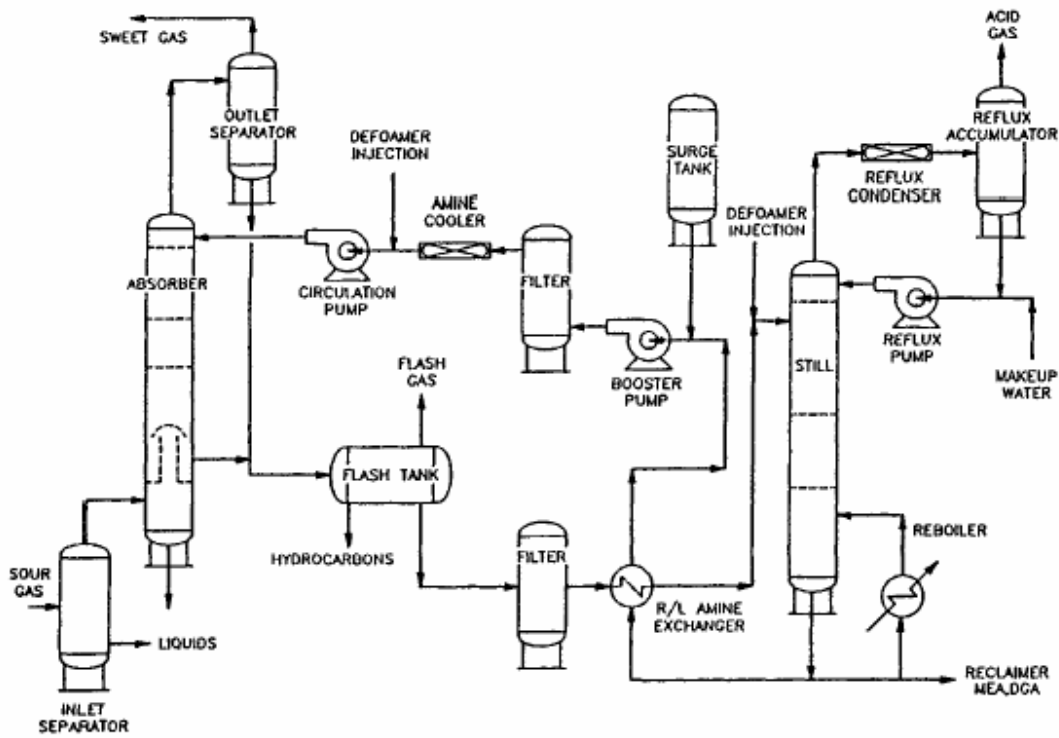 SWEET GAS
OUTLET
SEPARATOR
DEFOAMER
INJECTION
AMINE
COOLER
SURGE
TANK
ACID
GAS
REFLUX
ACCUMULATOR
REFLUX
CONDENSER
DEFOAMER
INJECTION
ABSORBER
CIRCULATION
PUMP
FILTER
BOOSTER
PUMP
STILL
REFLUX
PUMP
MAKEUP
WATER
FLASH
GAS
FLASH TANK
HYDROCARBONS
FILTER
R/L AMINE
EXCHANGER
REBOILER
SOUR
GAS
LIQUIDS
INLET
SEPARATOR
RECLAIMER
MEA,DGA